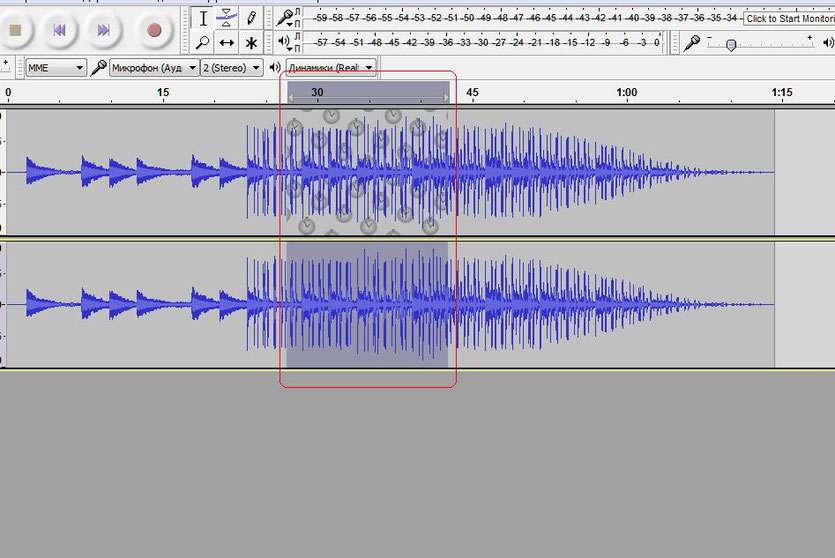 -59 -58 -57 -56 -55 -54 -53 -52 -51 -50 -49 -48 -47 -46 -45 -44 -43 -42 -41 -40 -39 -38 -37 -36 -35 -34 Click to Start Monitori
-57 -54 -51 -48 -45 -42 -39 -36 -33 -30 -27 -24 -21 -18 -15 -12 -9 -6 -3 0
MME Микрофон (Ауд 2 (Stereo) Динамики (Real
0 15 30 45 1:00 1:15